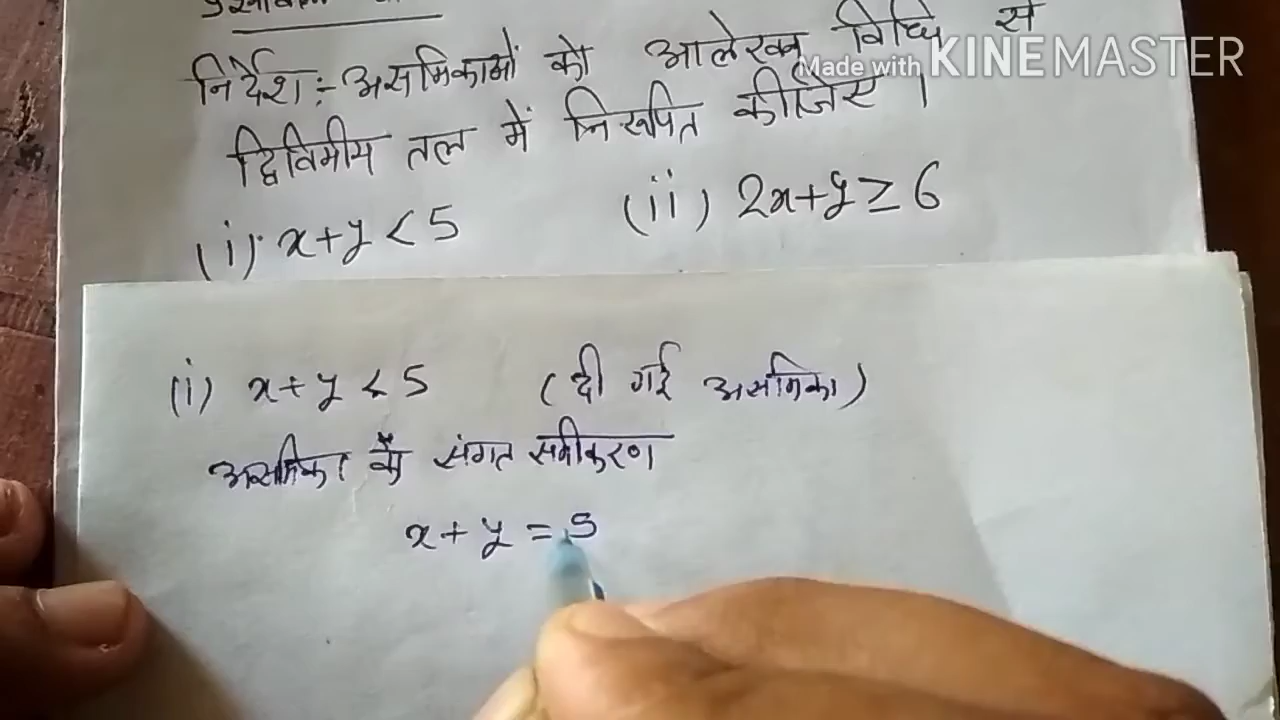 निर्देश:- असमिकाओं को आलेखन विधि से
Made with KINEMASTER
द्विविमीय तल में निरूपित कीजिए।
(i) x+y < 5 (ii) 2x+y ≥ 6
(i) x+y < 5 (दी गई असमिका)
असमिका के संगत समीकरण
x + y = 5